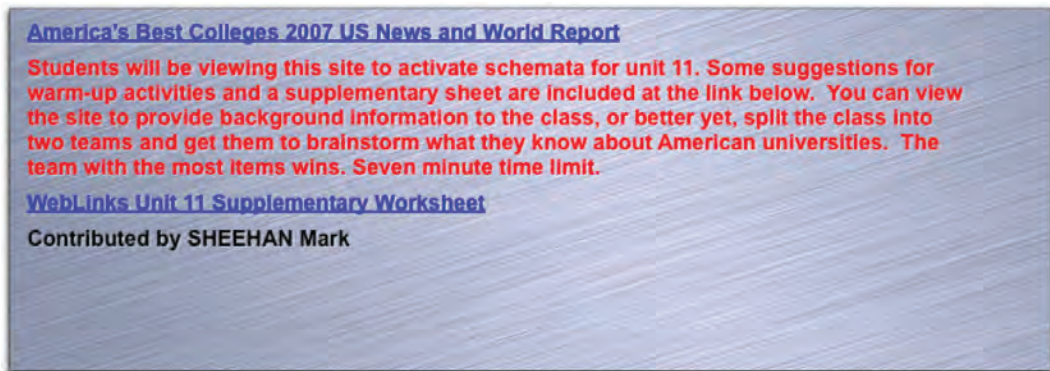 America's Best Colleges 2007 US News and World Report
Students will be viewing this site to activate schemata for unit 11. Some suggestions for
warm-up activities and a supplementary sheet are included at the link below.  You can view
the site to provide background information to the class, or better yet, split the class into
two teams and get them to brainstorm what they know about American universities.  The
team with the most items wins. Seven minute time limit.
WebLinks Unit 11 Supplementary Worksheet
Contributed by SHEEHAN Mark